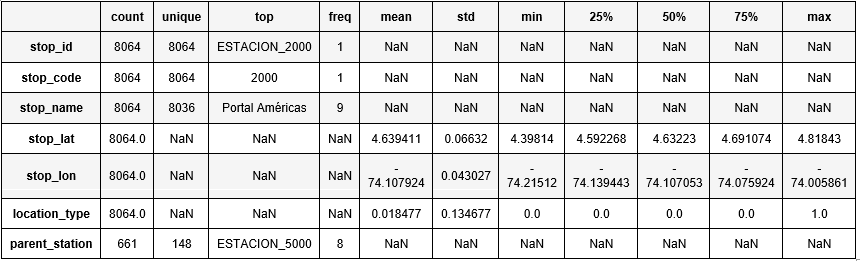 count unique top freq mean std min 25% 50% 75% max
stop_id 8064 8064 ESTACION_2000 1 NaN NaN NaN NaN NaN NaN NaN
stop_code 8064 8064 2000 1 NaN NaN NaN NaN NaN NaN NaN
stop_name 8064 8036 Portal Américas 9 NaN NaN NaN NaN NaN NaN NaN
stop_lat 8064.0 NaN NaN NaN 4.639411 0.06632 4.39814 4.592268 4.63223 4.691074 4.81843
stop_lon 8064.0 NaN NaN NaN -74.107924 0.043027 -74.21512 -74.139443 -74.107053 -74.075924 -74.005861
location_type 8064.0 NaN NaN NaN 0.018477 0.134677 0.0 0.0 0.0 0.0 1.0
parent_station 661 148 ESTACION_5000 8 NaN NaN NaN NaN NaN NaN NaN